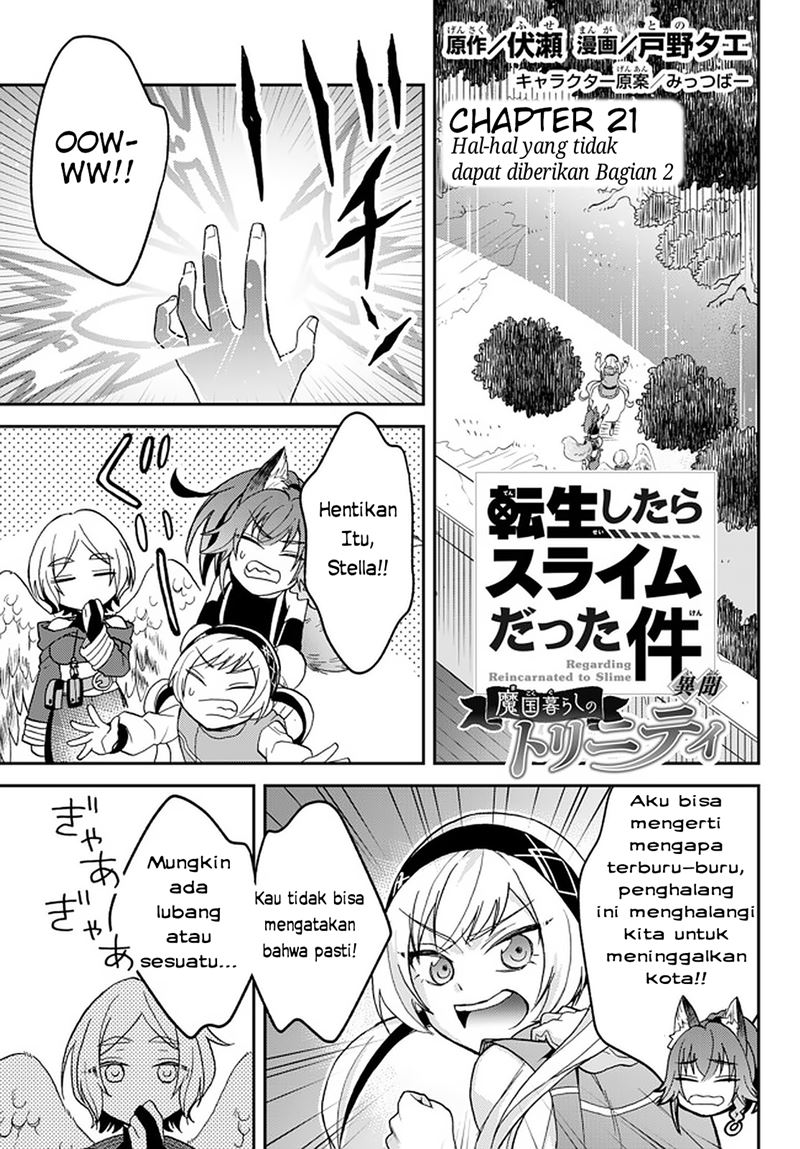 原作／伏瀬 漫画／戸野タエ
キャラクター原案／みっつばー
CHAPTER 21
Hal-hal yang tidak
dapat diberikan Bagian 2
転生したら
スライム
だった件
Regarding
Reincarnated to Slime
異聞
魔国暮らしの
トリニティ
OOW-
WW!!
Hentikan
Itu,
Stella!!
Aku bisa
mengerti
mengapa
terburu-buru,
penghalang
ini menghalangi
kita untuk
meninggalkan
kota!!
Kau tidak bisa
mengatakan
bahwa pasti!
Mungkin
ada
lubang
atau
sesuatu...
ぎゃあー
ぎゃあ